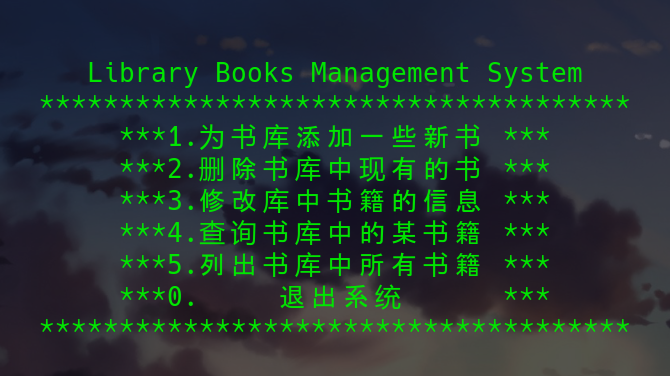 Library Books Management System
*************************************
***1.为书库添加一些新书 ***
***2.删除书库中现有的书 ***
***3.修改库中书籍的信息 ***
***4.查询书库中的某书籍 ***
***5.列出书库中所有书籍 ***
***0.     退出系统      ***
*************************************